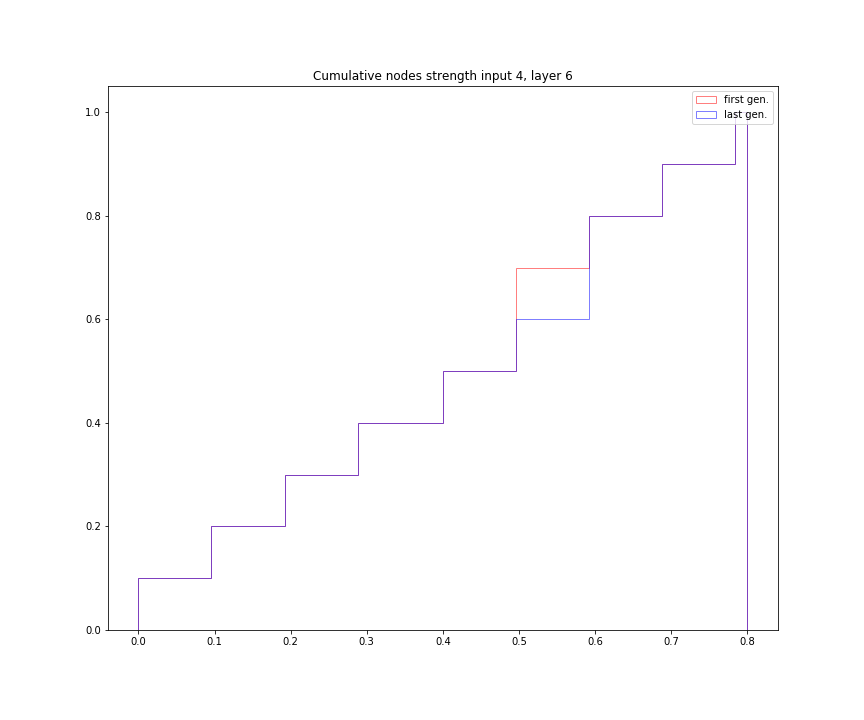 Cumulative nodes strength input 4, layer 6
first gen.
last gen.
1.0
0.8
0.6
0.4
0.2
0.0
0.0 0.1 0.2 0.3 0.4 0.5 0.6 0.7 0.8